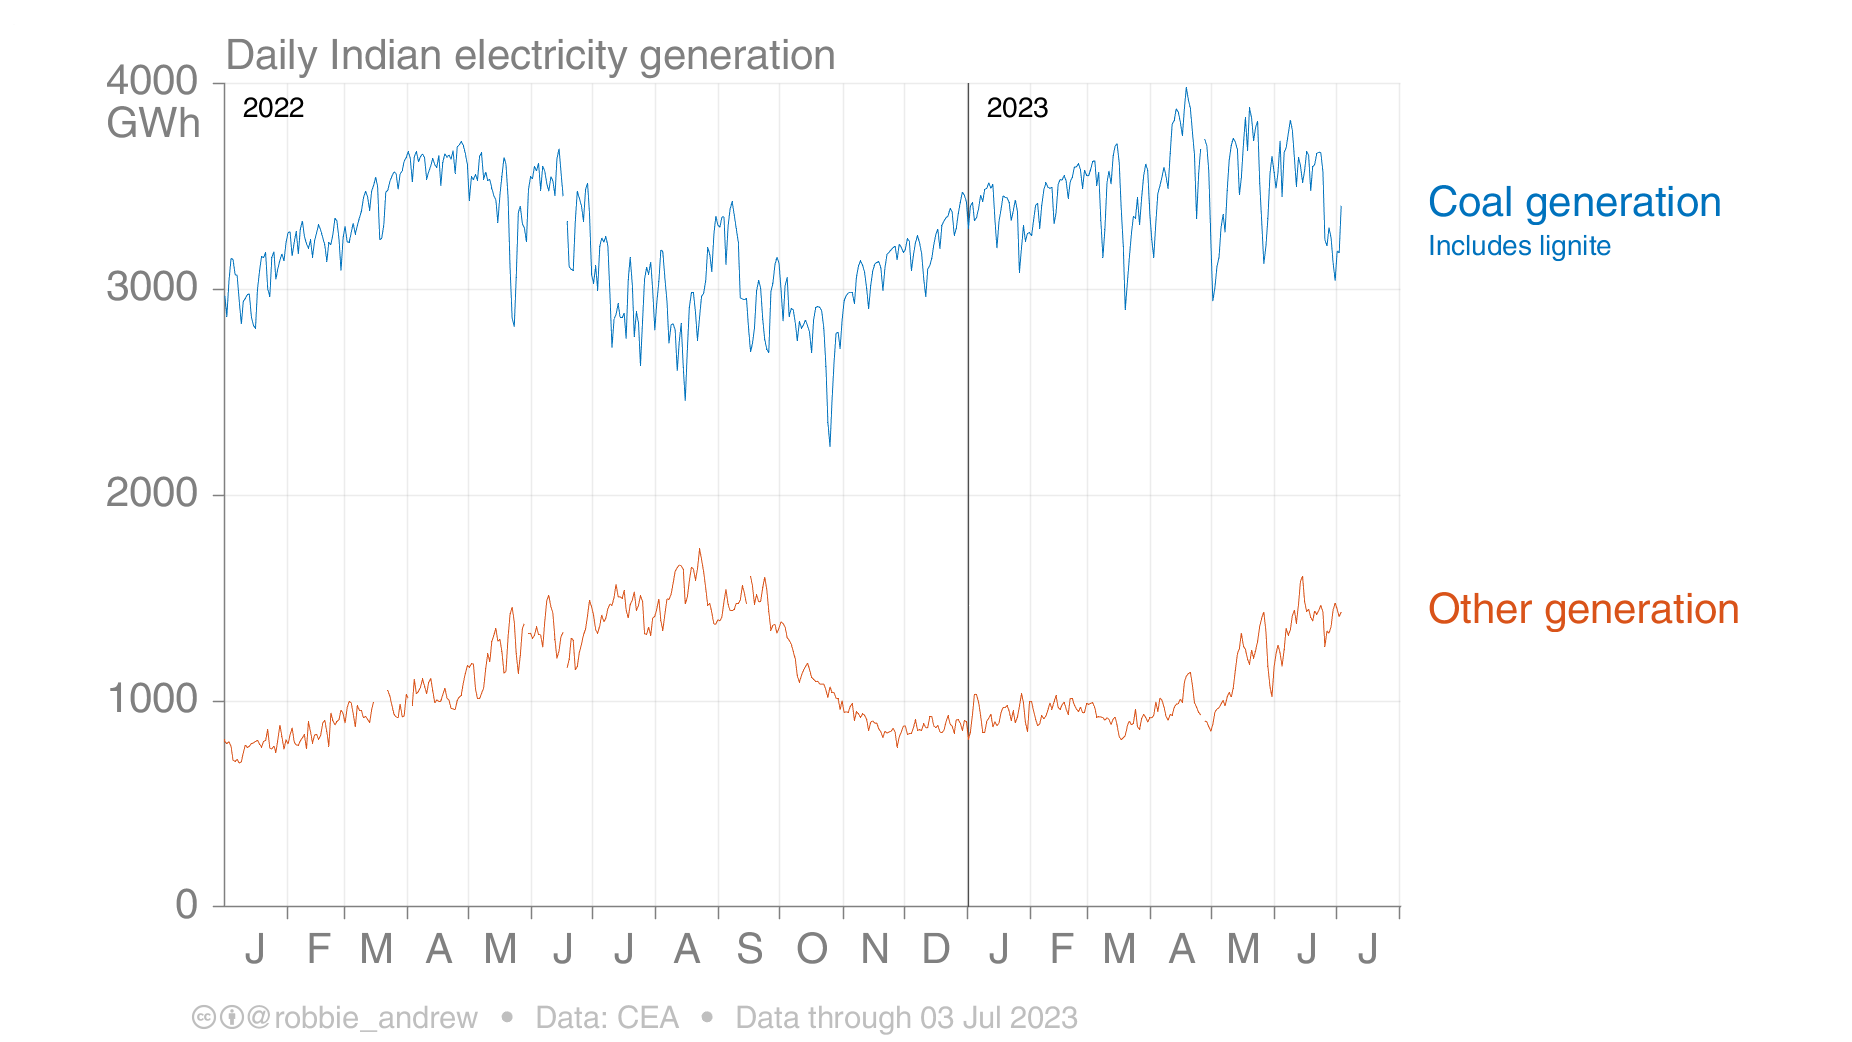 Daily Indian electricity generation
4000
GWh
2022
2023
3000
2000
1000
0
Coal generation
Includes lignite
Other generation
J F M A M J J A S O N D J F M A M J J
cc @robbie_andrew • Data: CEA • Data through 03 Jul 2023